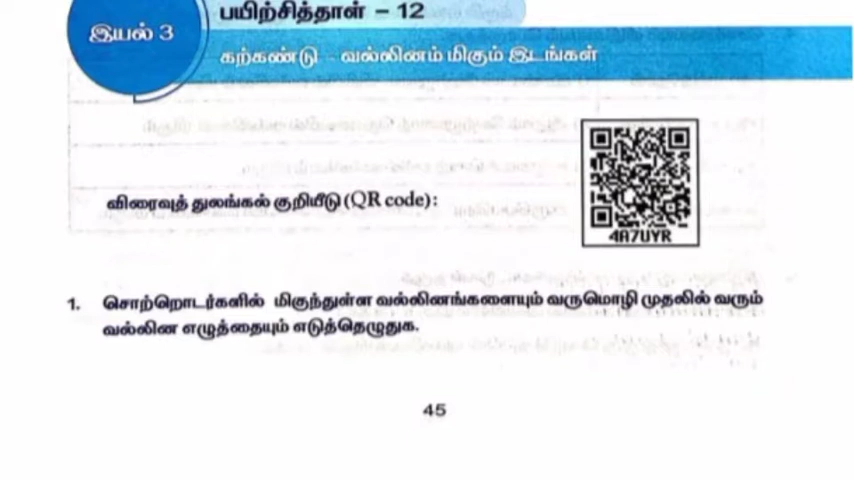 இயல் 3
பயிற்சித்தாள் – 12
கற்கண்டு – வல்லினம் மிகும் இடங்கள்
விரைவுத் துலங்கல் குறியீடு (QR code):
4A7UYR
1. சொற்றொடர்களில் மிகுந்துள்ள வல்லினங்களையும் வருமொழி முதலில் வரும்
வல்லின எழுத்தையும் எடுத்தெழுதுக.
45